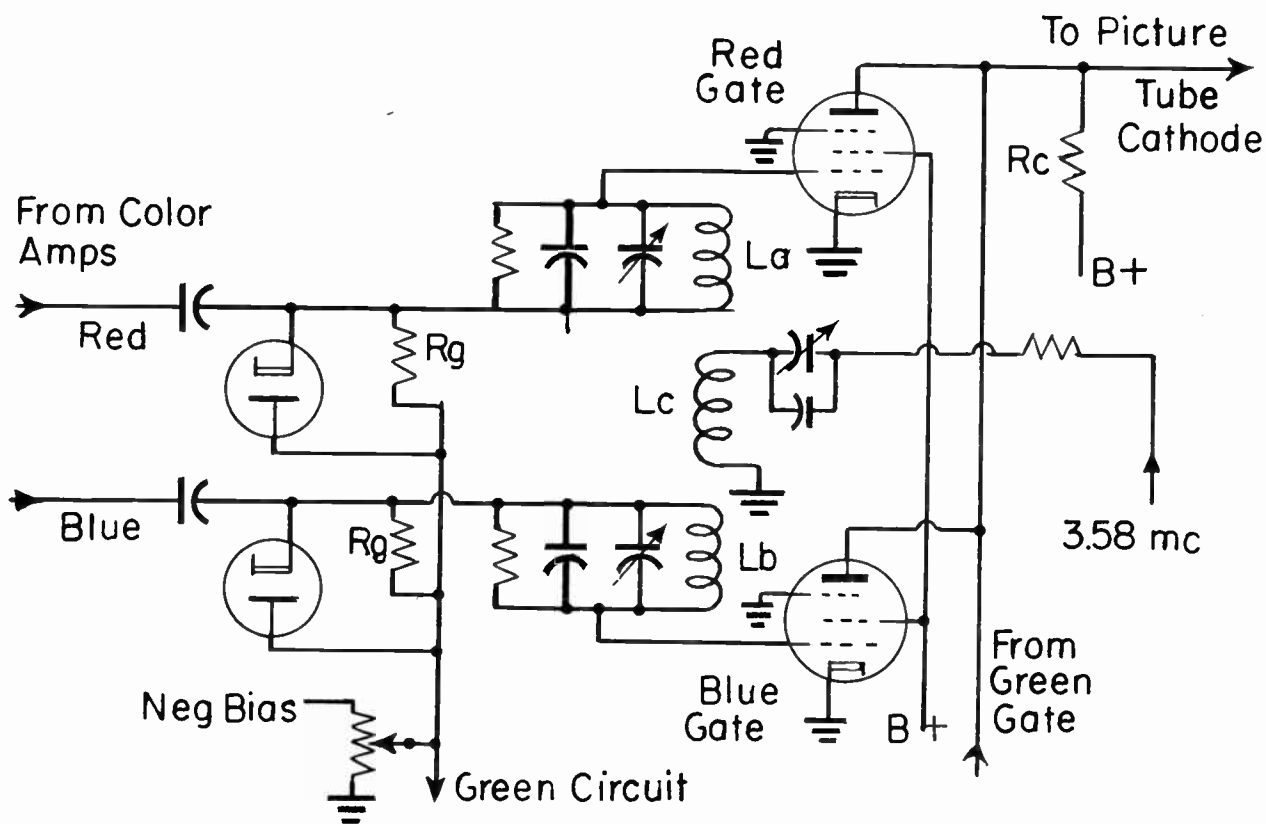 To Picture
Tube
Cathode
Red
Gate
Rc
B+
From Color
Amps
Red
La
Rg
Lc
Blue
Rg
Lb
3.58 mc
Neg Bias
Blue
Gate
B+
From
Green
Gate
Green Circuit